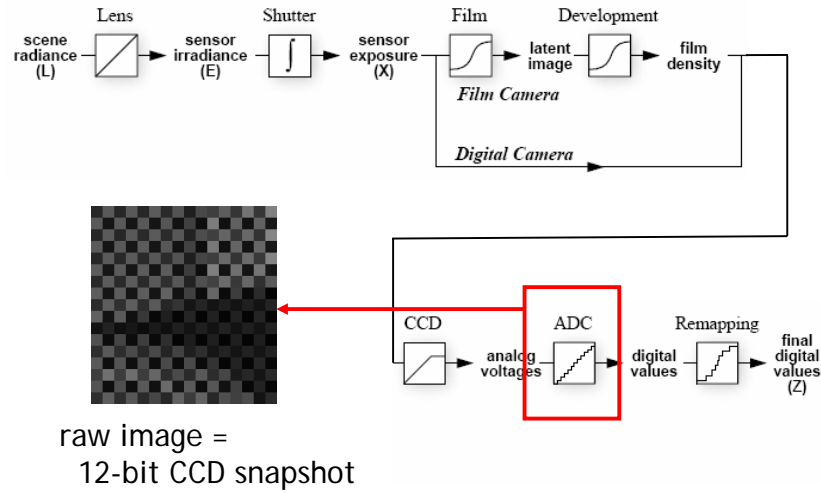 Lens Shutter Film Development
scene radiance (L) sensor irradiance (E) ∫ sensor exposure (X) latent image film density
Film Camera
Digital Camera
CCD ADC Remapping
analog voltages digital values final digital values (Z)
raw image =
12-bit CCD snapshot